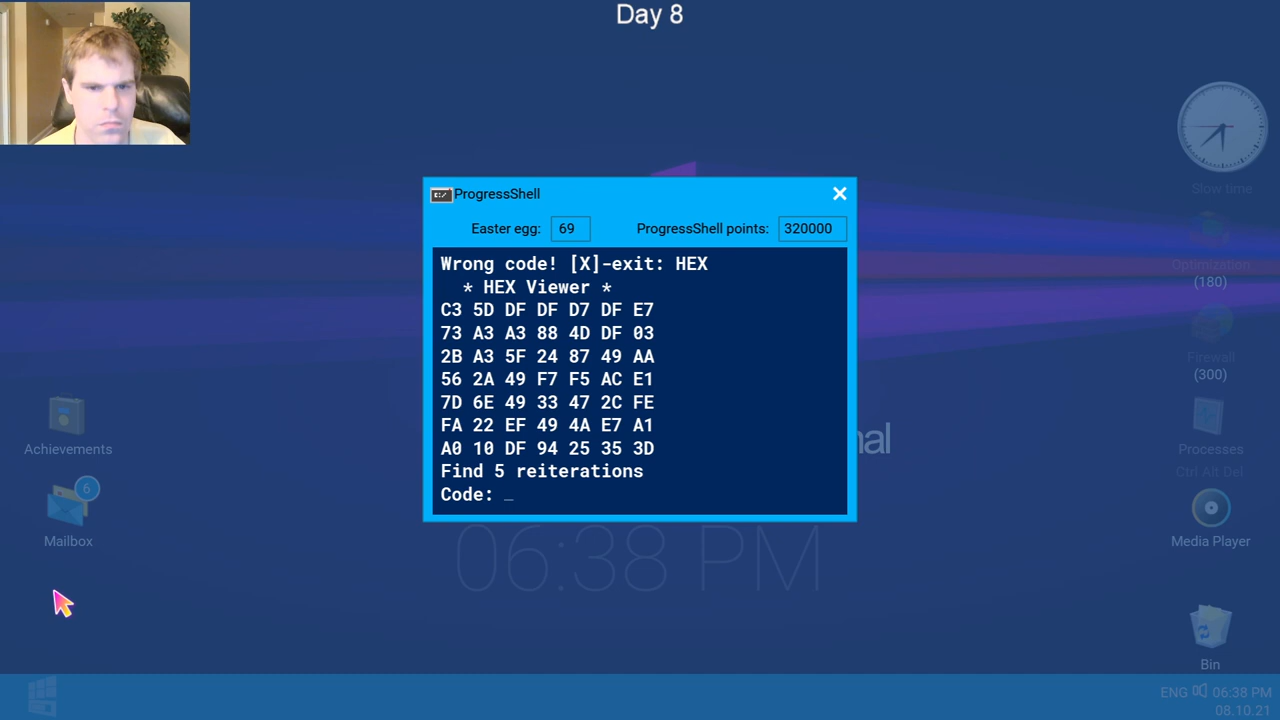 Day 8
ProgressShell
Easter egg: 69 ProgressShell points: 320000
Wrong code! [X]-exit: HEX
* HEX Viewer *
C3 5D DF DF D7 DF E7
73 A3 A3 88 4D DF 03
2B A3 5F 24 87 49 AA
56 2A 49 F7 F5 AC E1
7D 6E 49 33 47 2C FE
FA 22 EF 49 4A E7 A1
A0 10 DF 94 25 35 3D
Find 5 reiterations
Code: _
Slow time
Optimization
(180)
Firewall
(300)
Achievements
Processes
Ctrl Alt Del
6
Mailbox
Media Player
nal
06:38 PM
Bin
ENG 06:38 PM
08.10.21